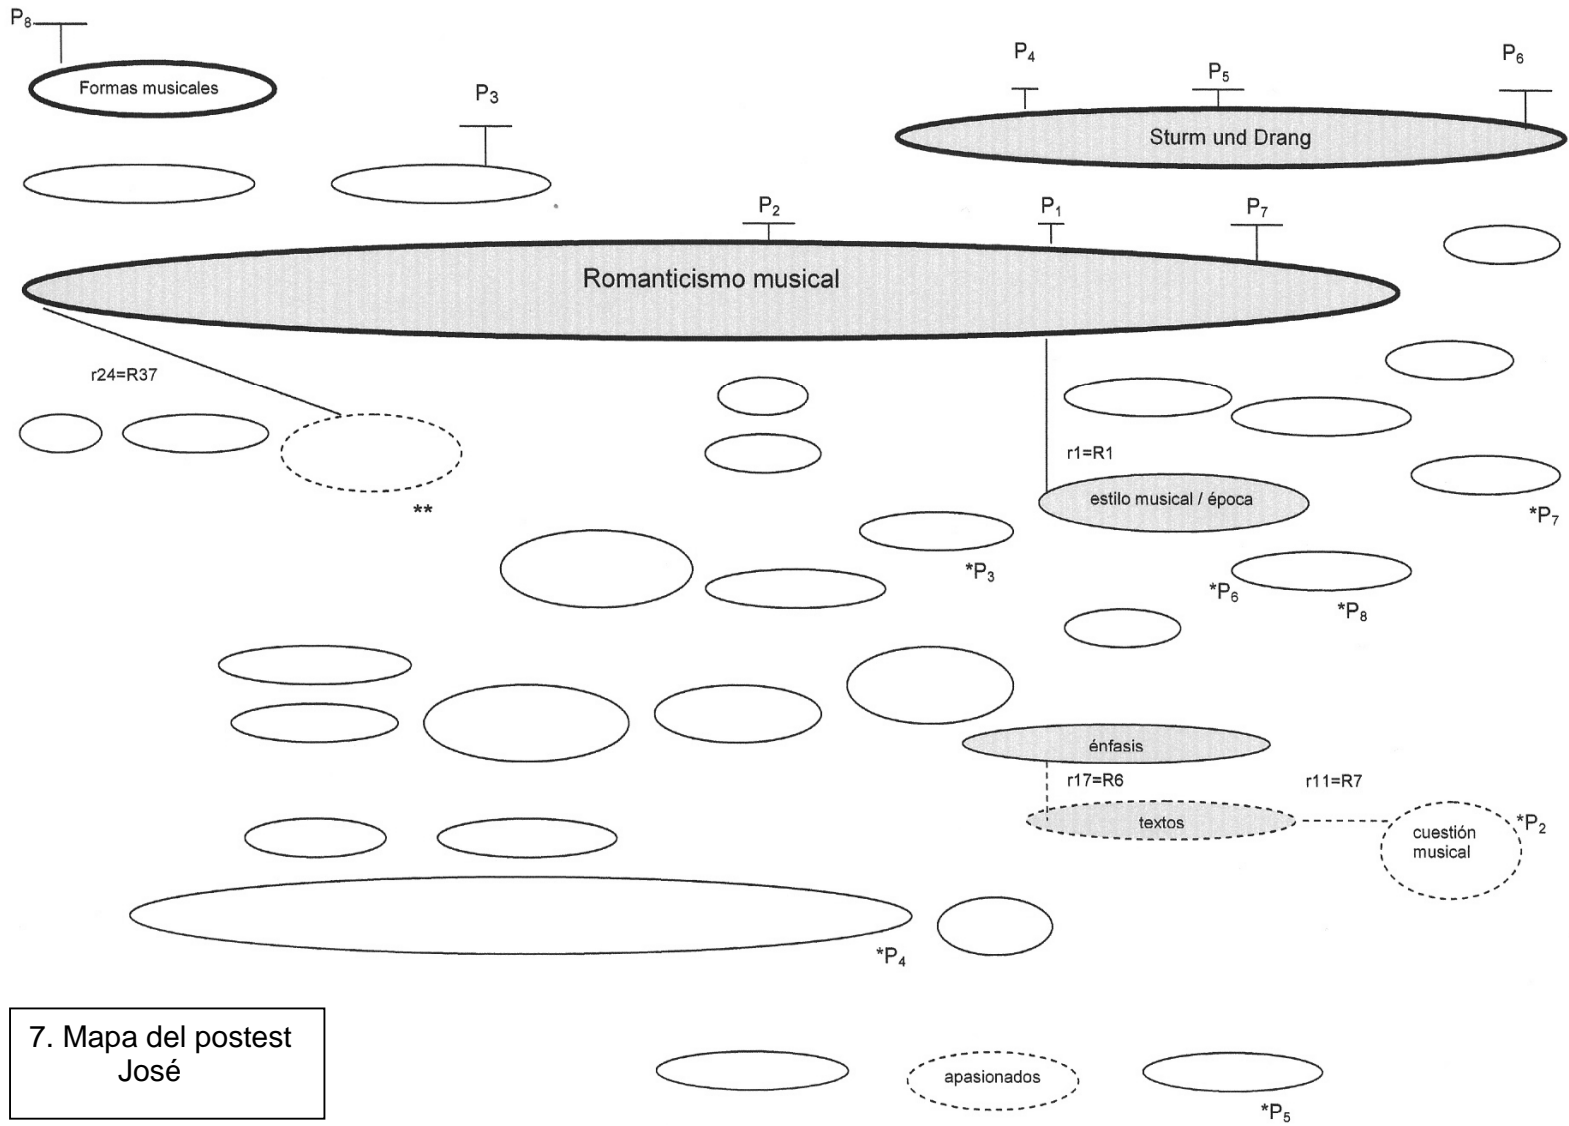 P8
Formas musicales
P3
P4
P5
P6
Sturm und Drang
P2
P1
P7
Romanticismo musical
r24=R37
r1=R1
estilo musical / época
**
*P7
*P3
*P6
*P8
énfasis
r17=R6
r11=R7
textos
cuestión
musical
*P2
*P4
7. Mapa del postest
José
apasionados
*P5